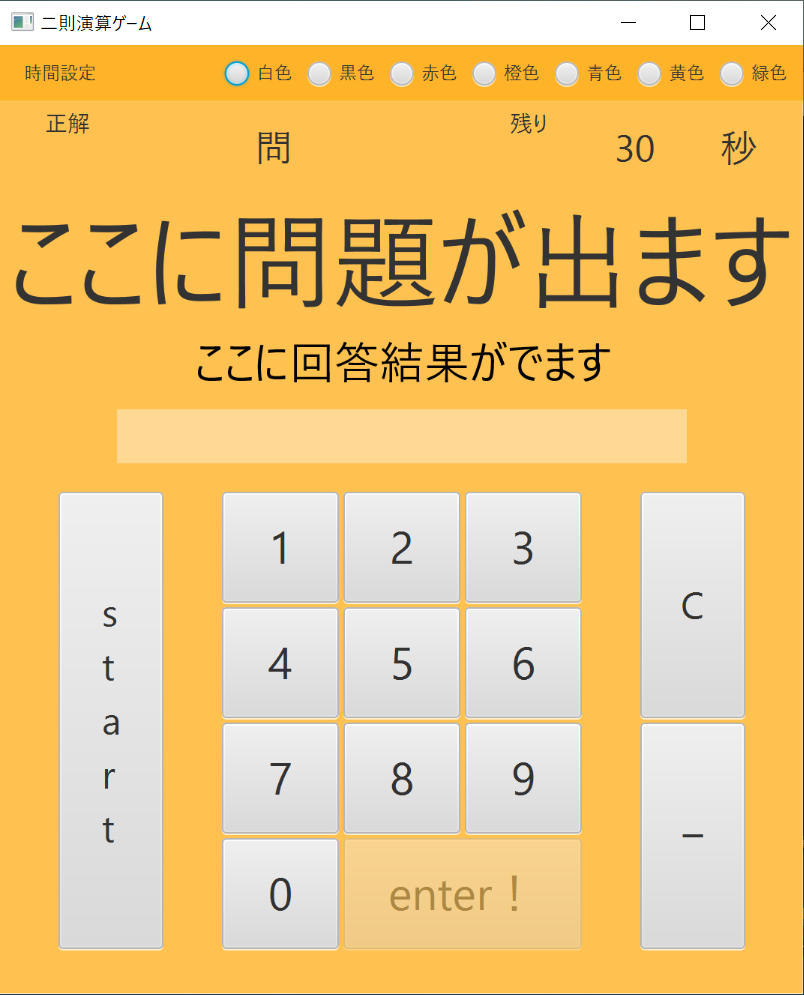 二則演算ゲーム
時間設定 白色 黒色 赤色 橙色 青色 黄色 緑色
正解 問 残り 30 秒
ここに問題が出ます
ここに回答結果がでます
start
1 2 3
C
4 5 6
7 8 9
−
0 enter！